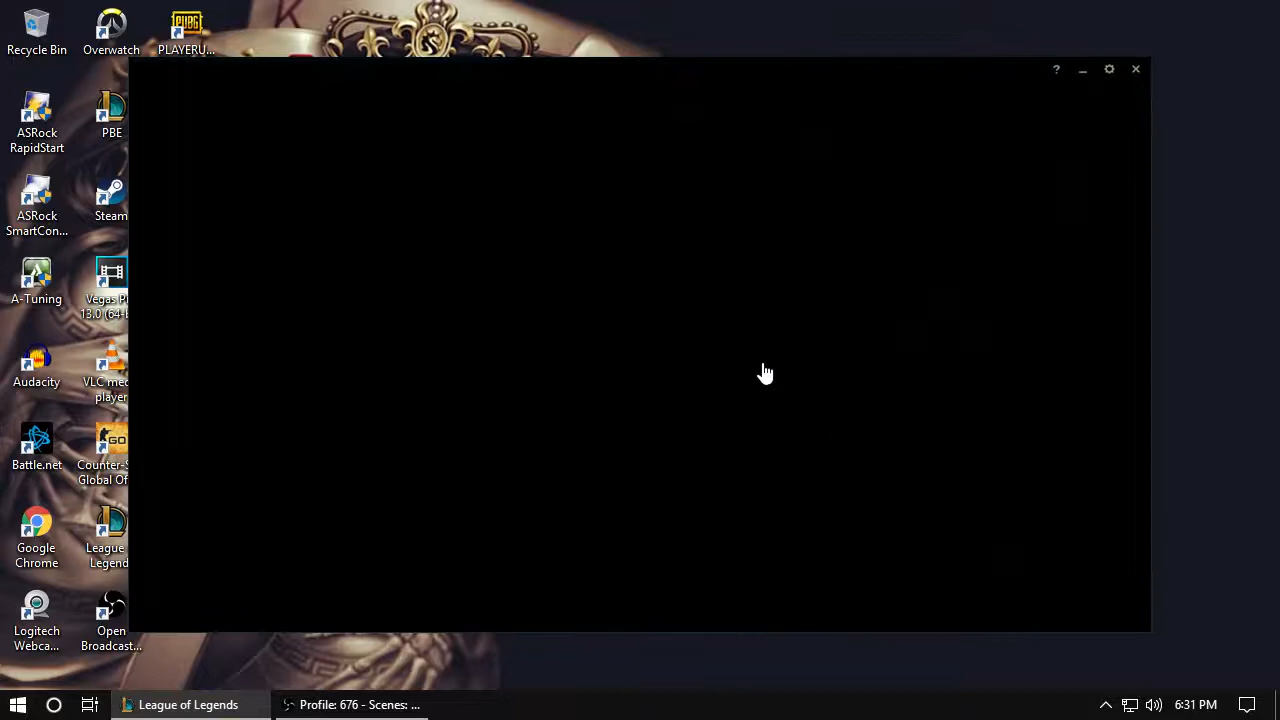 Recycle Bin
Overwatch
PLAYERU...
PUBG
?
ASRock
RapidStart
PBE
ASRock
SmartCon...
Steam
A-Tuning
Vegas P
13.0 (64-b
Audacity
VLC med
player
Battle.net
GO
Counter-S
Global Of
Google
Chrome
League
Legend
Logitech
Webca...
Open
Broadcast...
League of Legends
Profile: 676 - Scenes: ...
6:31 PM